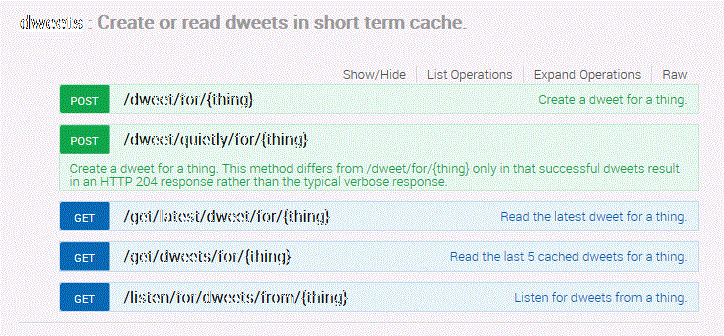 dweets : Create or read dweets in short term cache.
Show/Hide List Operations Expand Operations Raw
POST /dweet/for/{thing} Create a dweet for a thing.
POST /dweet/quietly/for/{thing}
Create a dweet for a thing. This method differs from /dweet/for/{thing} only in that successful dweets result
in an HTTP 204 response rather than the typical verbose response.
GET /get/latest/dweet/for/{thing} Read the latest dweet for a thing.
GET /get/dweets/for/{thing} Read the last 5 cached dweets for a thing.
GET /listen/for/dweets/from/{thing} Listen for dweets from a thing.